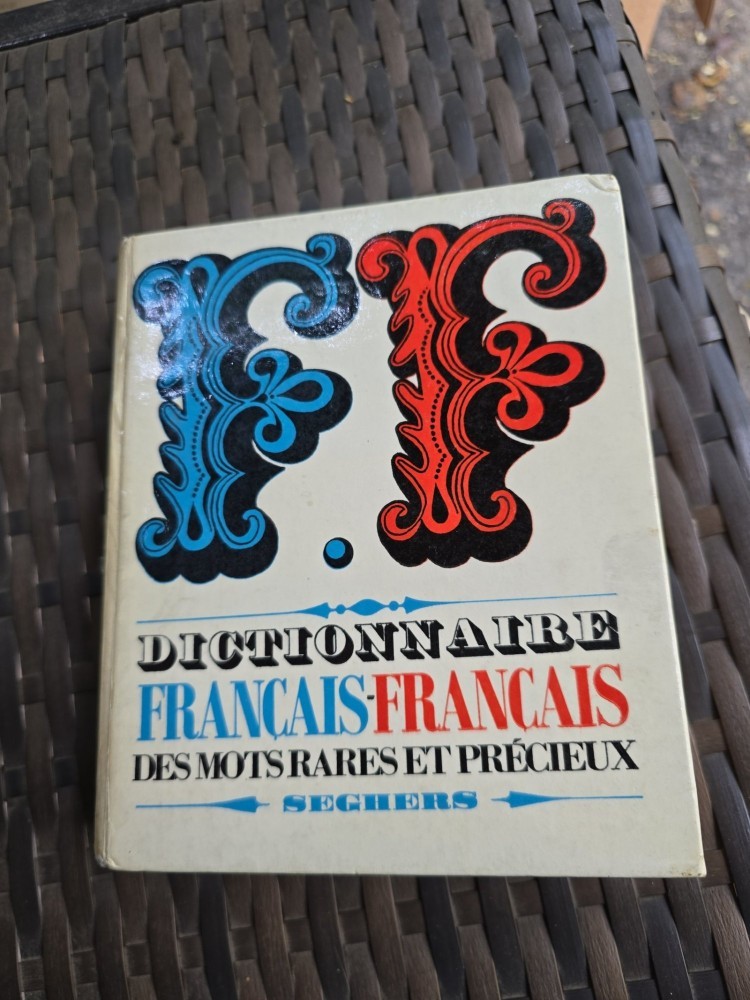 F.F
DICTIONNAIRE
FRANÇAIS-FRANÇAIS
DES MOTS RARES ET PRÉCIEUX
SEGHERS